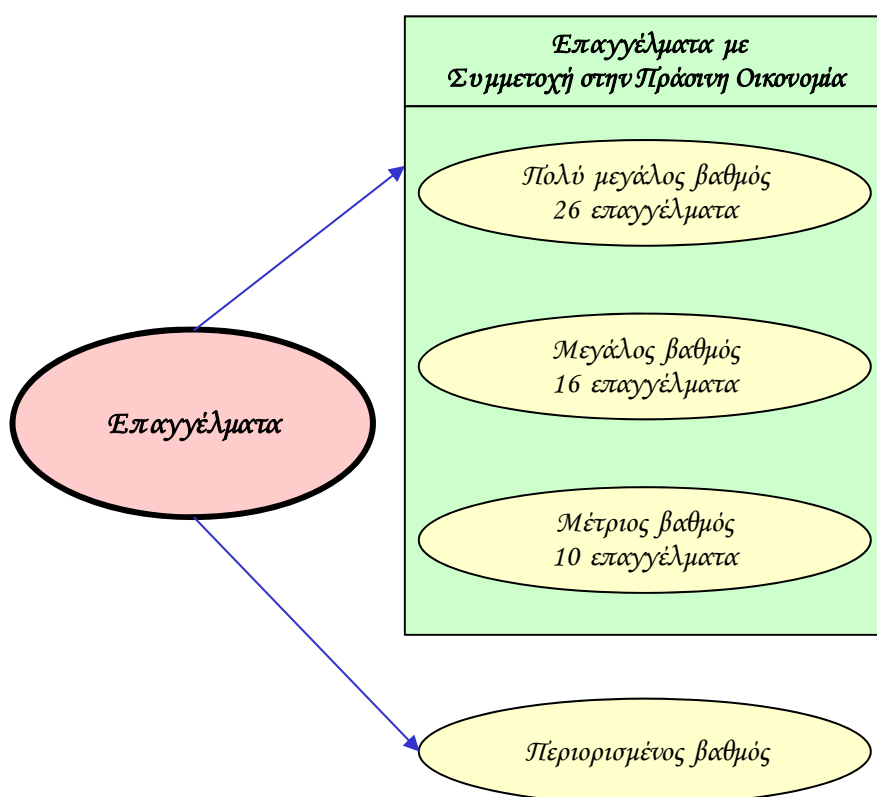 Επαγγέλματα με
Συμμετοχή στην Πράσινη Οικονομία
Πολύ μεγάλος βαθμός
26 επαγγέλματα
Μεγάλος βαθμός
16 επαγγέλματα
Επαγγέλματα
Μέτριος βαθμός
10 επαγγέλματα
Περιορισμένος βαθμός